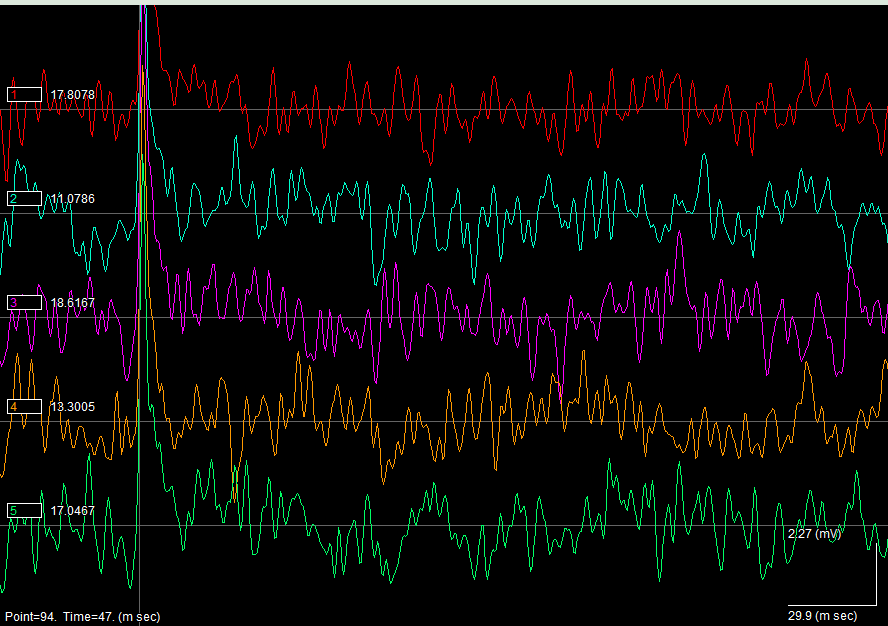 1 17.8078
2 11.0786
3 18.6167
4 13.3005
5 17.0467
2.27 (mV)
Point=94. Time=47. (m sec)
29.9 (m sec)